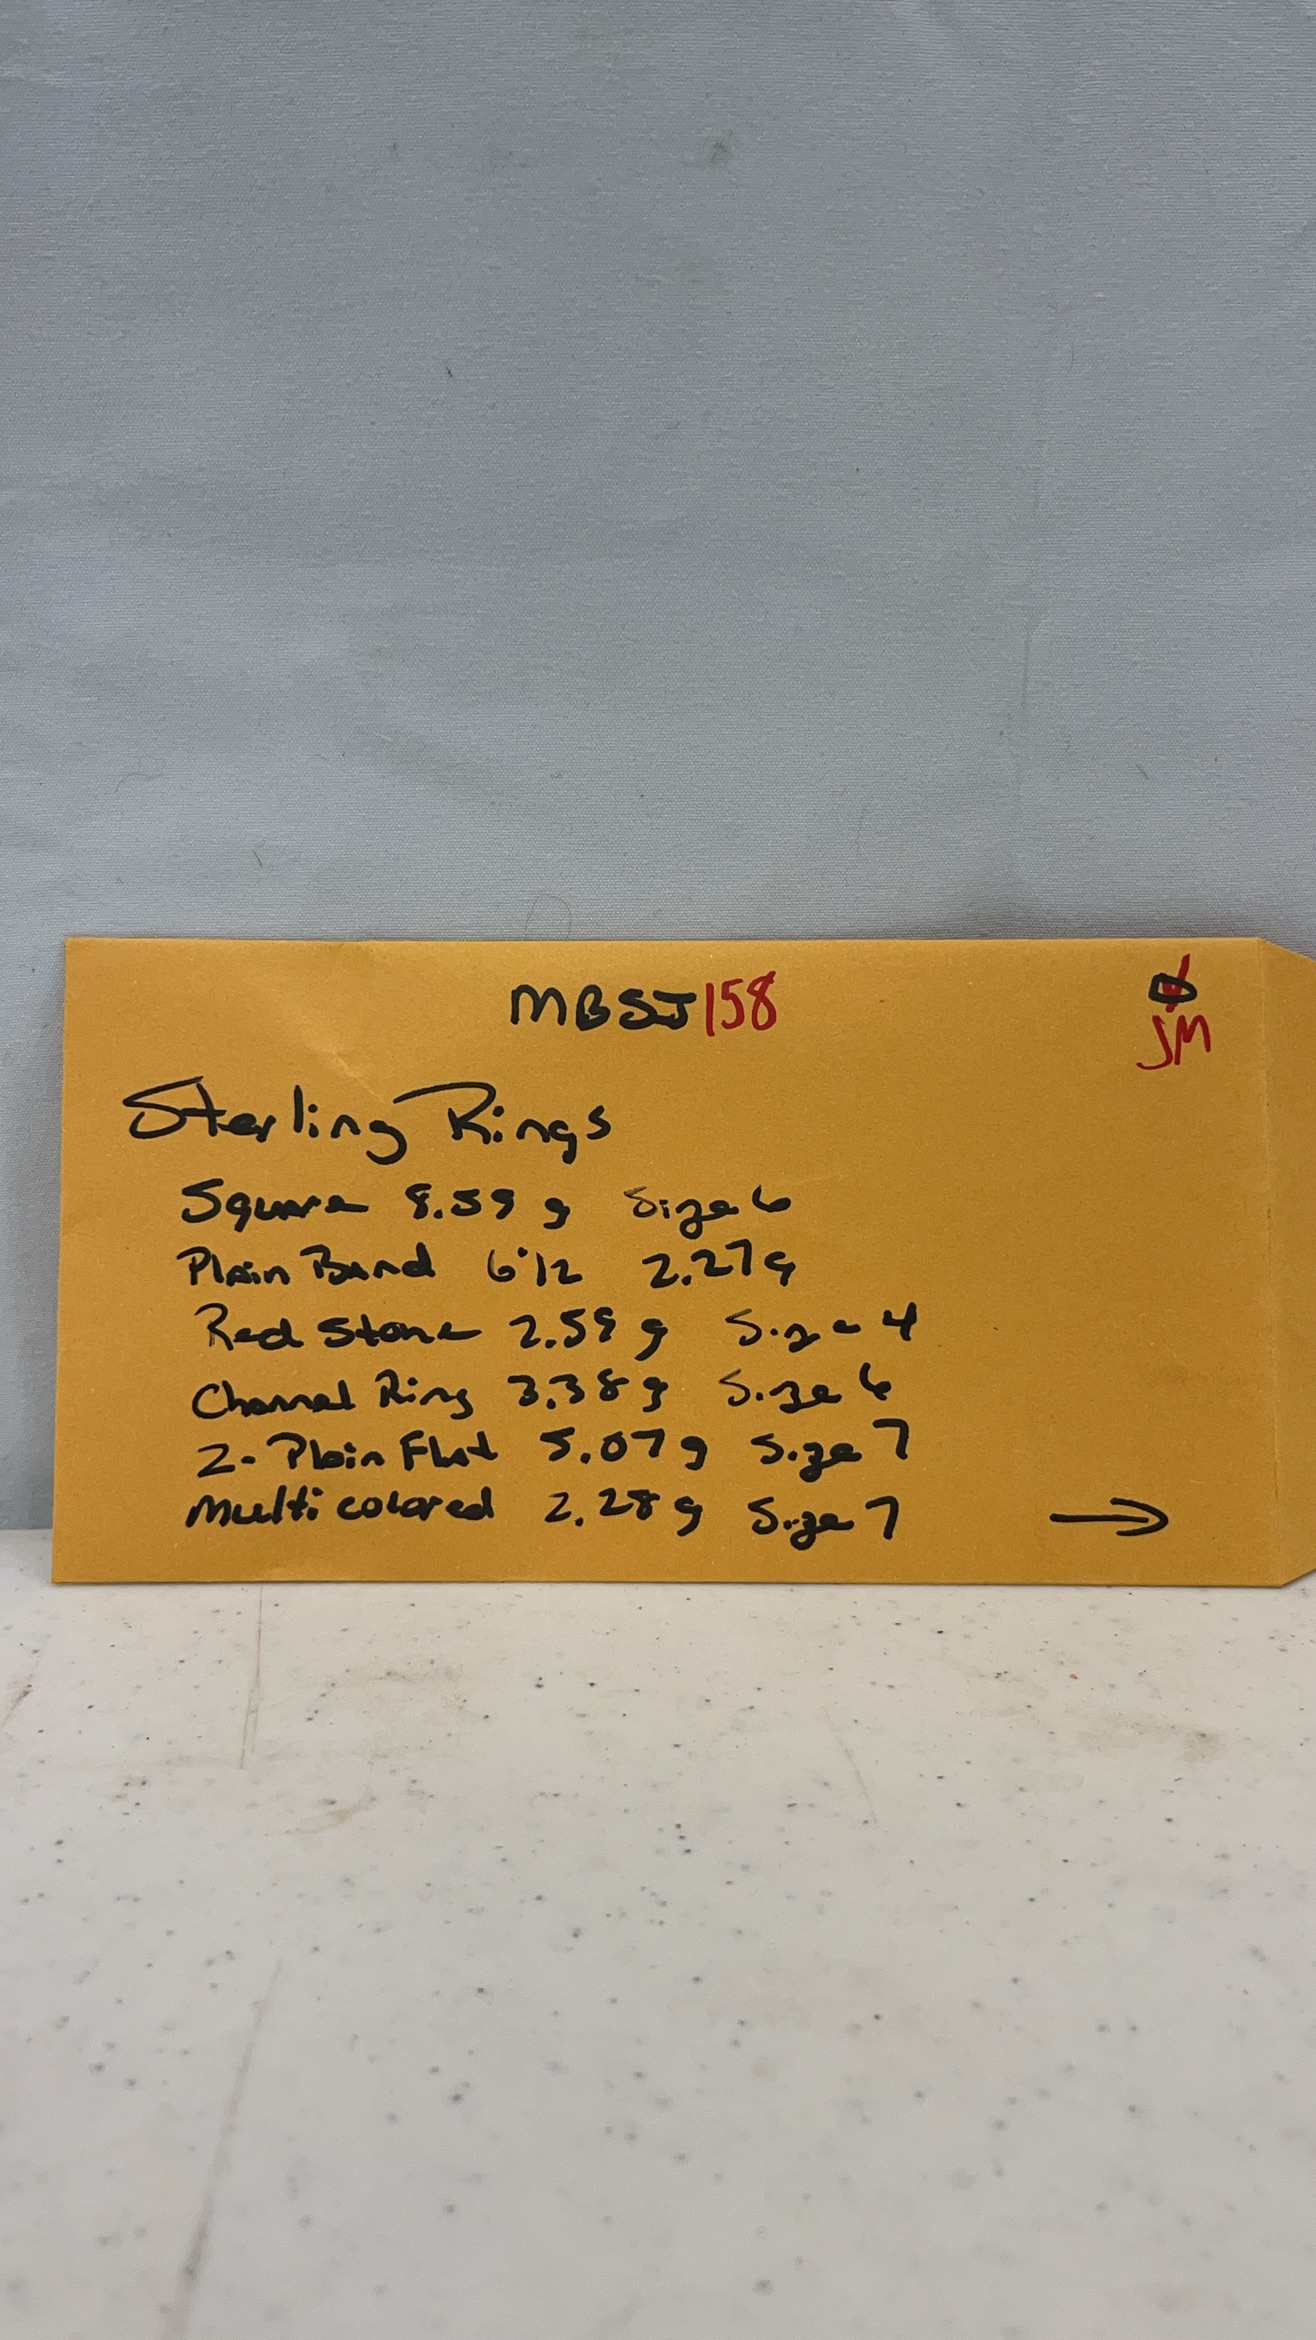 MBSJ158
JM
Sterling Rings
Square 8.59 g Size 6
Plain Band 6 1/2 2.27g
Red Stone 2.59 g Size 4
Channel Ring 3.38g Size 6
2- Plain Flat 5.07g Size 7
Multi colored 2.28g Size 7 →